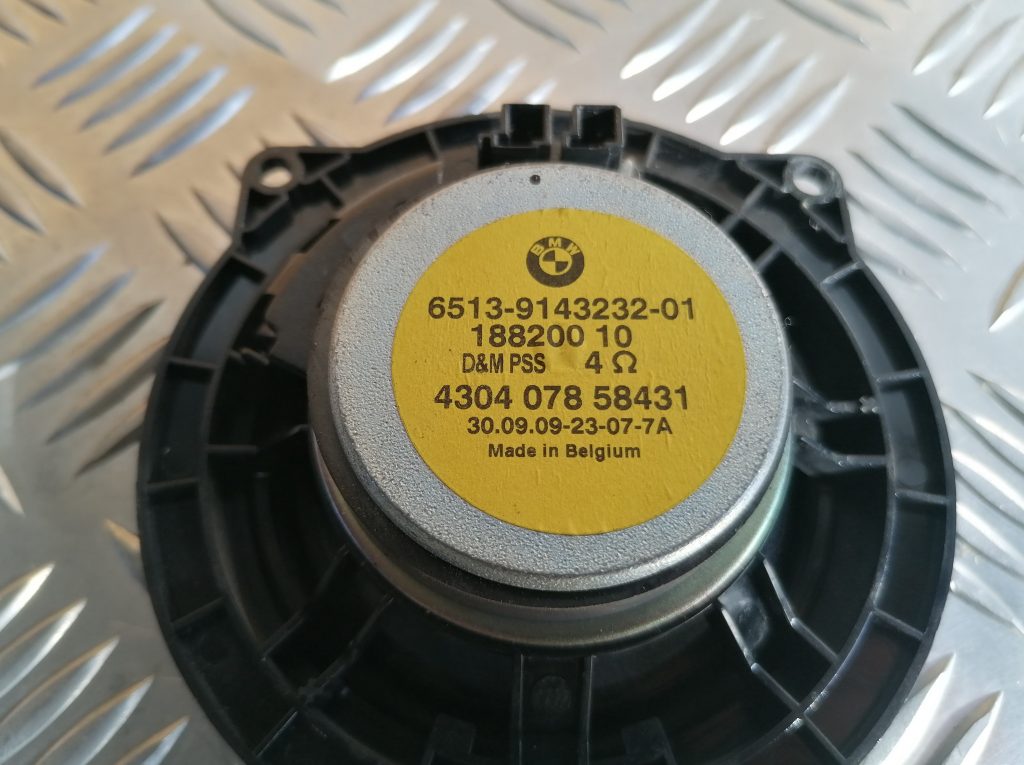 BMW
6513-9143232-01
188200 10
D&M PSS 4 Ω
4304 078 58431
30.09.09-23-07-7A
Made in Belgium